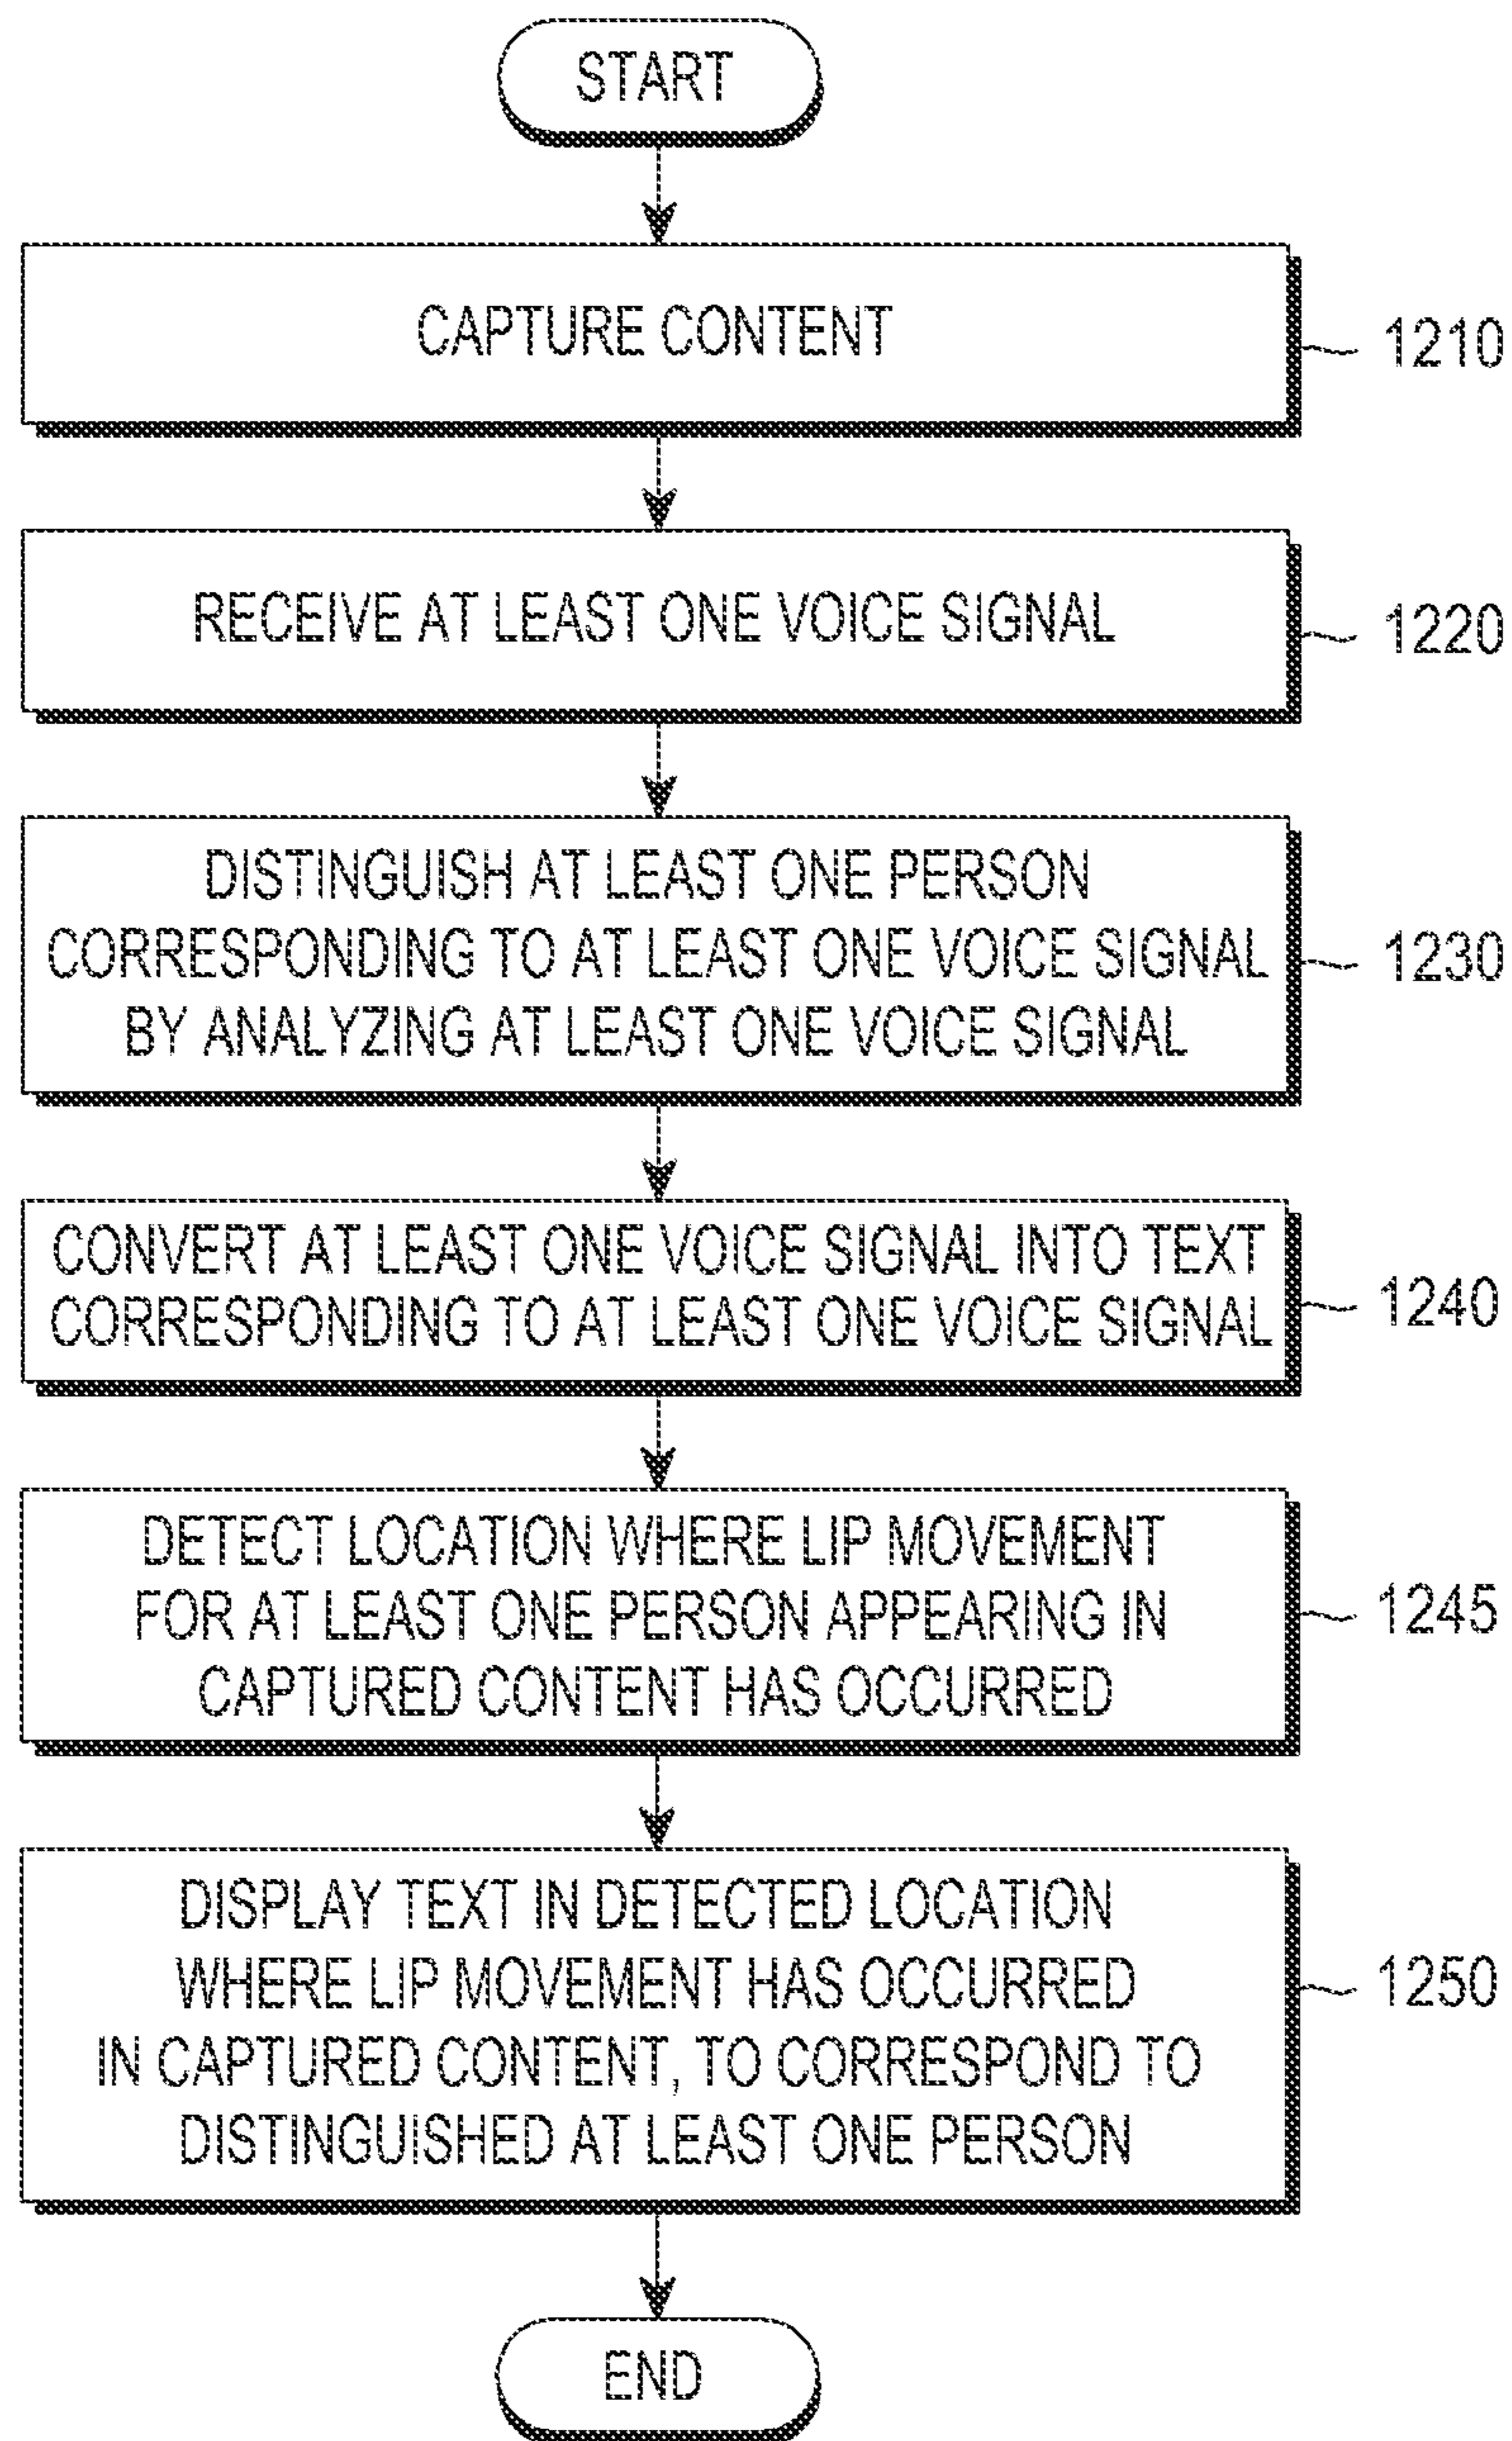 START
CAPTURE CONTENT
1210
RECEIVE AT LEAST ONE VOICE SIGNAL
1220
DISTINGUISH AT LEAST ONE PERSON
CORRESPONDING TO AT LEAST ONE VOICE SIGNAL
BY ANALYZING AT LEAST ONE VOICE SIGNAL
1230
CONVERT AT LEAST ONE VOICE SIGNAL INTO TEXT
CORRESPONDING TO AT LEAST ONE VOICE SIGNAL
1240
DETECT LOCATION WHERE LIP MOVEMENT
FOR AT LEAST ONE PERSON APPEARING IN
CAPTURED CONTENT HAS OCCURRED
1245
DISPLAY TEXT IN DETECTED LOCATION
WHERE LIP MOVEMENT HAS OCCURRED
IN CAPTURED CONTENT, TO CORRESPOND TO
DISTINGUISHED AT LEAST ONE PERSON
1250
END